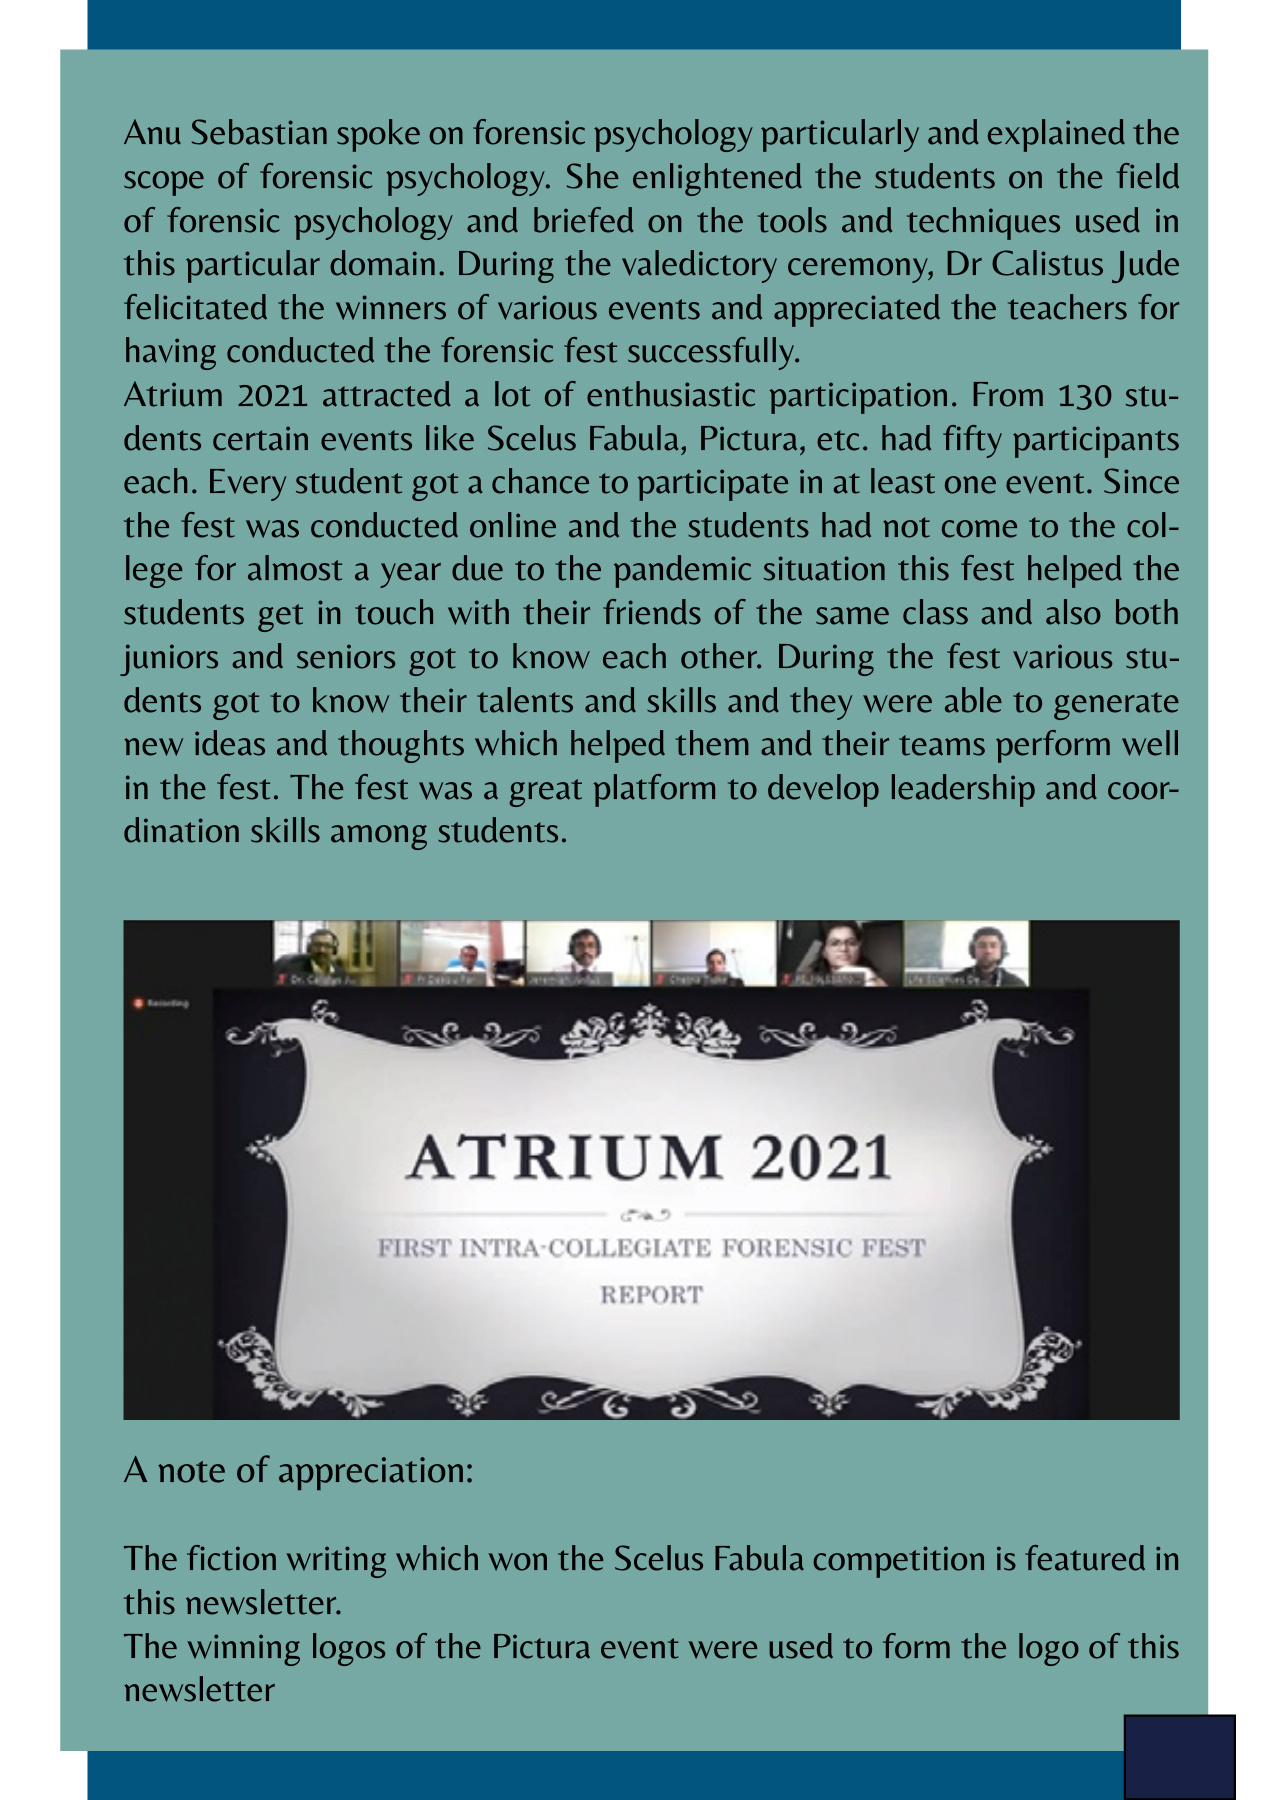 Anu Sebastian spoke on forensic psychology particularly and explained the
scope of forensic psychology. She enlightened the students on the field
of forensic psychology and briefed on the tools and techniques used in
this particular domain. During the valedictory ceremony, Dr Calistus Jude
felicitated the winners of various events and appreciated the teachers for
having conducted the forensic fest successfully.
Atrium 2021 attracted a lot of enthusiastic participation. From 130 stu-
dents certain events like Scelus Fabula, Pictura, etc. had fifty participants
each. Every student got a chance to participate in at least one event. Since
the fest was conducted online and the students had not come to the col-
lege for almost a year due to the pandemic situation this fest helped the
students get in touch with their friends of the same class and also both
juniors and seniors got to know each other. During the fest various stu-
dents got to know their talents and skills and they were able to generate
new ideas and thoughts which helped them and their teams perform well
in the fest. The fest was a great platform to develop leadership and coor-
dination skills among students.
Recording
ATRIUM 2021
FIRST INTRA-COLLEGIATE FORENSIC FEST
REPORT
A note of appreciation:
The fiction writing which won the Scelus Fabula competition is featured in
this newsletter.
The winning logos of the Pictura event were used to form the logo of this
newsletter